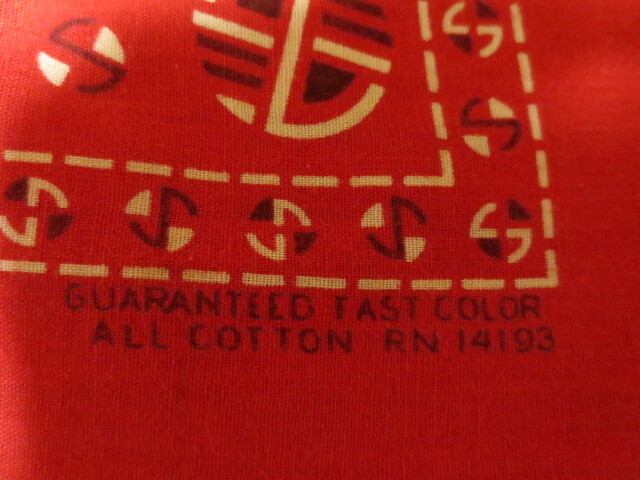 GUARANTEED FAST COLOR
ALL COTTON RN 14193